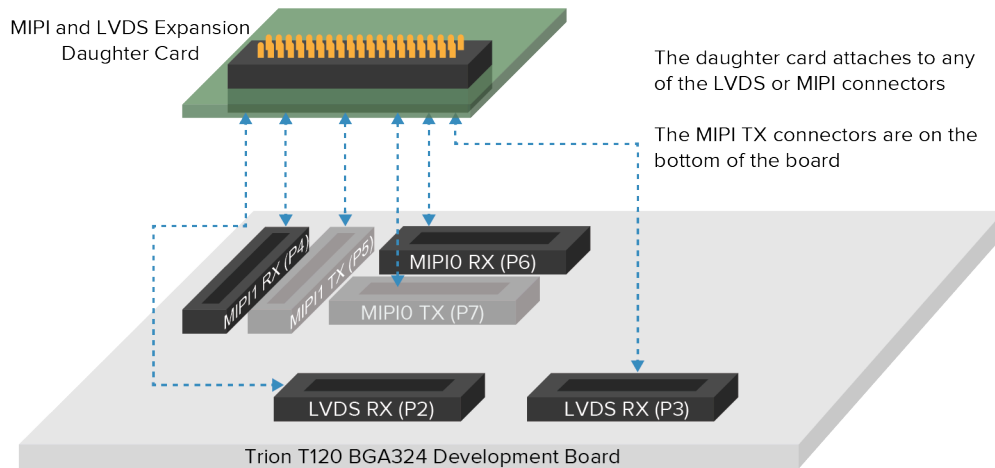 MIPI and LVDS Expansion
Daughter Card
The daughter card attaches to any
of the LVDS or MIPI connectors
The MIPI TX connectors are on the
bottom of the board
MIPI1 RX (P4)
MIPI1 TX (P5)
MIPI0 RX (P6)
MIPI0 TX (P7)
LVDS RX (P2)
LVDS RX (P3)
Trion T120 BGA324 Development Board